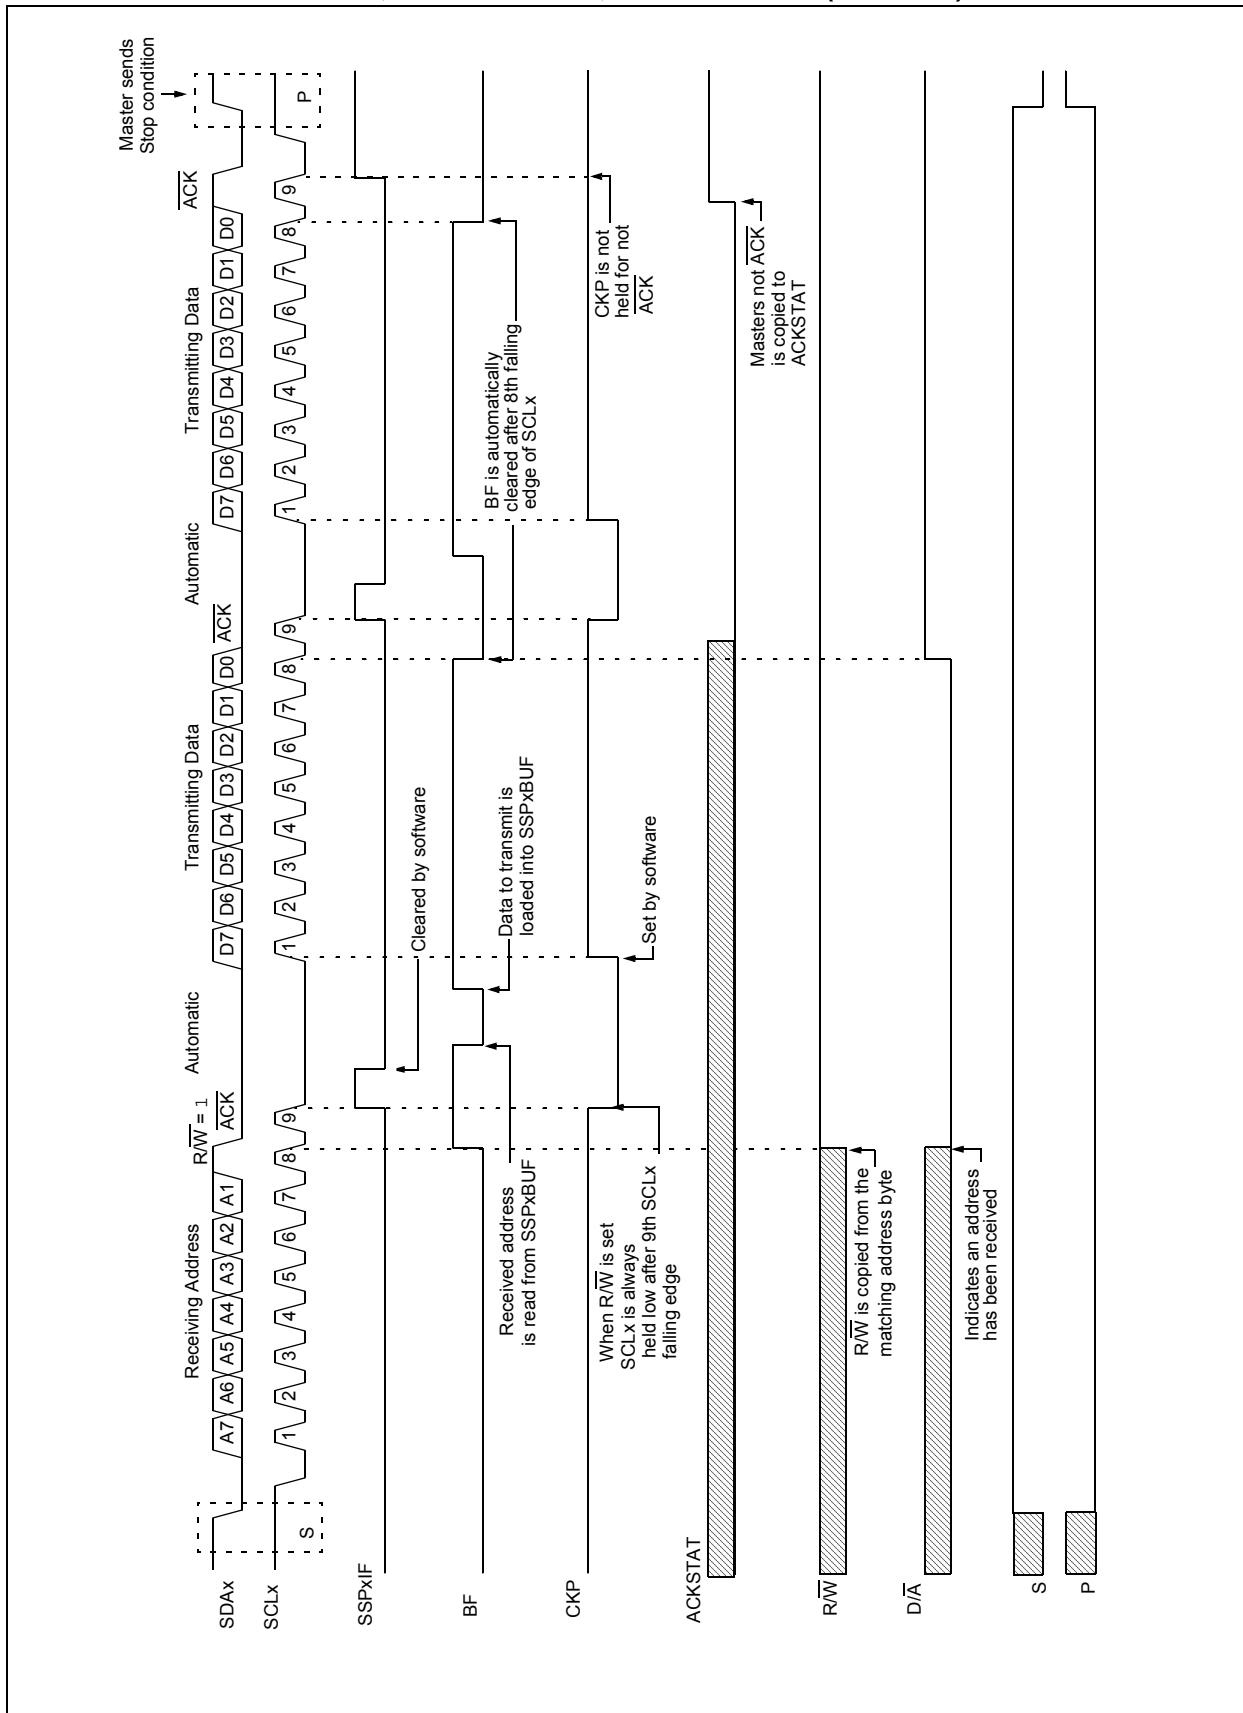 Master sends
Stop condition
Receiving Address
R/W = 1
ACK
Automatic
Transmitting Data
ACK
Automatic
Transmitting Data
ACK
SDAx
A7 A6 A5 A4 A3 A2 A1
D7 D6 D5 D4 D3 D2 D1 D0
D7 D6 D5 D4 D3 D2 D1 D0
SCLx
S
1 2 3 4 5 6 7 8 9
1 2 3 4 5 6 7 8 9
1 2 3 4 5 6 7 8 9
P
SSPxIF
Cleared by software
BF
Received address
is read from SSPxBUF
Data to transmit is
loaded into SSPxBUF
BF is automatically
cleared after 8th falling
edge of SCLx
CKP
When R/W is set
SCLx is always
held low after 9th SCLx
falling edge
Set by software
CKP is not
held for not
ACK
ACKSTAT
Masters not ACK
is copied to
ACKSTAT
R/W
R/W is copied from the
matching address byte
D/A
Indicates an address
has been received
S
P